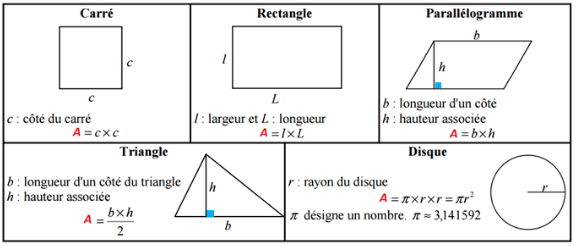 Carré
c
c
c : côté du carré
A = c × c
Rectangle
l
L
l : largeur et L : longueur
A = l × L
Parallélogramme
b
h
b : longueur d'un côté
h : hauteur associée
A = b × h
Triangle
b : longueur d'un côté du triangle
h : hauteur associée
A = b × h / 2
h
b
Disque
r : rayon du disque
A = π × r × r = πr²
π désigne un nombre. π ≈ 3,141592
r